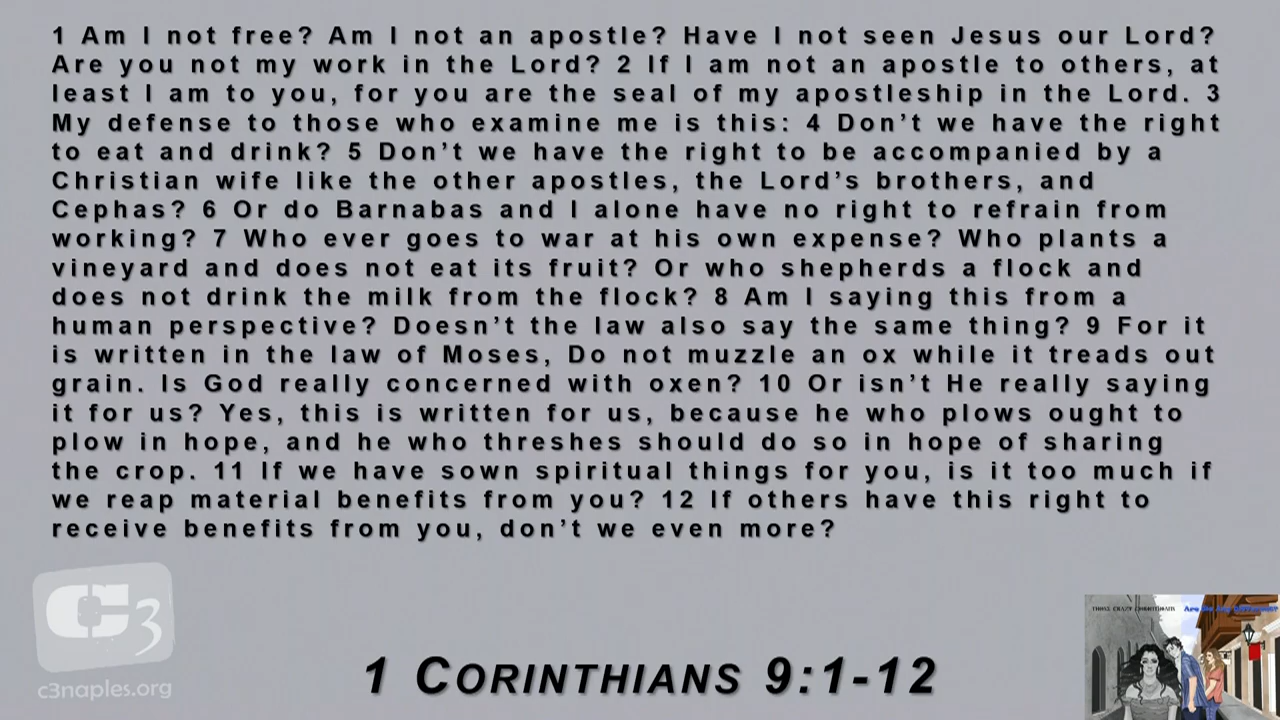 1 Am I not free? Am I not an apostle? Have I not seen Jesus our Lord?
Are you not my work in the Lord? 2 If I am not an apostle to others, at
least I am to you, for you are the seal of my apostleship in the Lord. 3
My defense to those who examine me is this: 4 Don’t we have the right
to eat and drink? 5 Don’t we have the right to be accompanied by a
Christian wife like the other apostles, the Lord’s brothers, and
Cephas? 6 Or do Barnabas and I alone have no right to refrain from
working? 7 Who ever goes to war at his own expense? Who plants a
vineyard and does not eat its fruit? Or who shepherds a flock and
does not drink the milk from the flock? 8 Am I saying this from a
human perspective? Doesn’t the law also say the same thing? 9 For it
is written in the law of Moses, Do not muzzle an ox while it treads out
grain. Is God really concerned with oxen? 10 Or isn’t He really saying
it for us? Yes, this is written for us, because he who plows ought to
plow in hope, and he who threshes should do so in hope of sharing
the crop. 11 If we have sown spiritual things for you, is it too much if
we reap material benefits from you? 12 If others have this right to
receive benefits from you, don’t we even more?
C3
c3naples.org
1 CORINTHIANS 9:1-12
THOSE CRAZY CORINTHIANS
Are We Any Different?